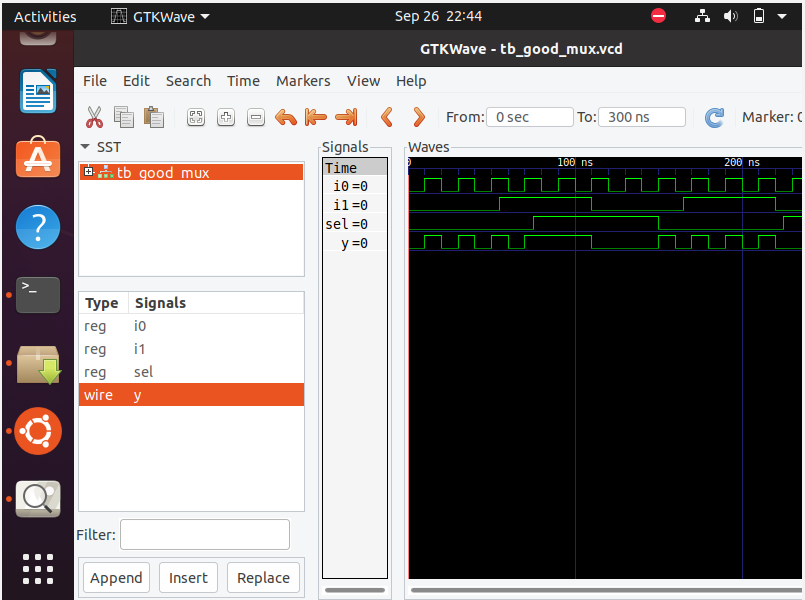 Activities GTKWave Sep 26 22:44
GTKWave - tb_good_mux.vcd
File Edit Search Time Markers View Help
From: 0 sec To: 300 ns Marker: 0
SST
tb_good_mux
Type Signals
reg i0
reg i1
reg sel
wire y
Filter:
Append Insert Replace
Signals
Time
i0=0
i1=0
sel=0
y=0
Waves
0 100 ns 200 ns